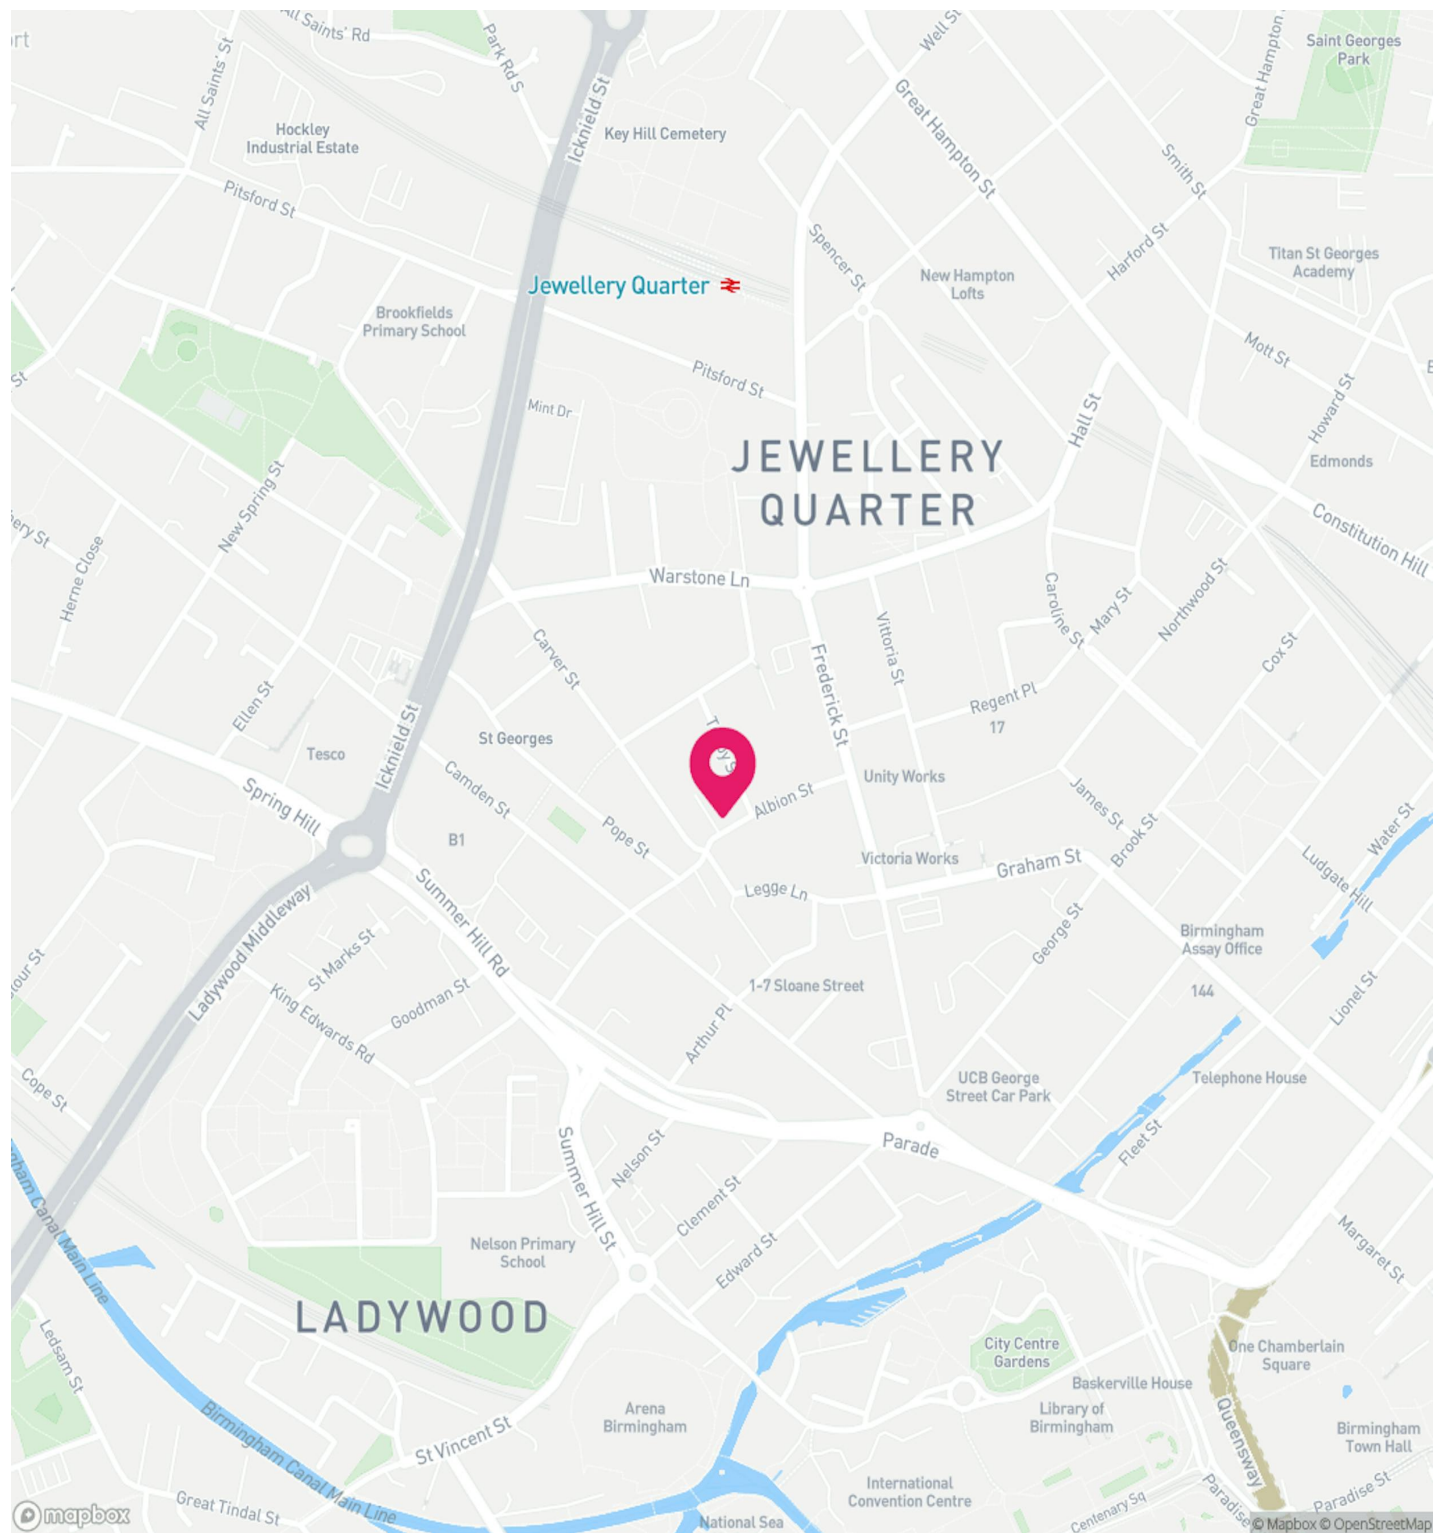 All Saints' Rd
Park Rd S
Icknield St
Well St
Great Hampton
Saint Georges
Park
All Saints' St
Hockley
Industrial Estate
Key Hill Cemetery
Great Hampton St
Smith St
Pitsford St
Spencer St
Harford St
Titan St Georges
Academy
New Hampton
Lofts
Jewellery Quarter
Brookfields
Primary School
Mott St
Pitsford St
Mint Dr
Hall St
Howard St
JEWELLERY
QUARTER
Edmonds
New Spring St
Constitution Hill
Herne Close
Warstone Ln
Caroline St
Mary St
Northwood St
Vittoria St
Carver St
Frederick St
Cox St
Ellen St
Regent Pl
17
Icknield St
St Georges
Tesco
Unity Works
Camden St
Albion St
James St
Spring Hill
Pope St
B1
Brook St
Water St
Victoria Works
Graham St
Ludgate Hill
Legge Ln
Summer Hill Rd
Ladywood Middleway
George St
Birmingham
Assay Office
St Marks St
1-7 Sloane Street
144
Lionel St
Goodman St
King Edwards Rd
Arthur Pl
Cope St
UCB George
Street Car Park
Telephone House
Parade
Fleet St
Summer Hill St
Nelson St
Clement St
Margaret St
Nelson Primary
School
Edward St
Birmingham Canal Main Line
LADYWOOD
City Centre
Gardens
One Chamberlain
Square
Ledsam St
Baskerville House
Library of
Birmingham
Arena
Birmingham
Queensway
Birmingham
Town Hall
St Vincent St
International
Convention Centre
Paradise St
Great Tindal St
Centenary Sq
Paradise
National Sea
mapbox
© Mapbox © OpenStreetMap